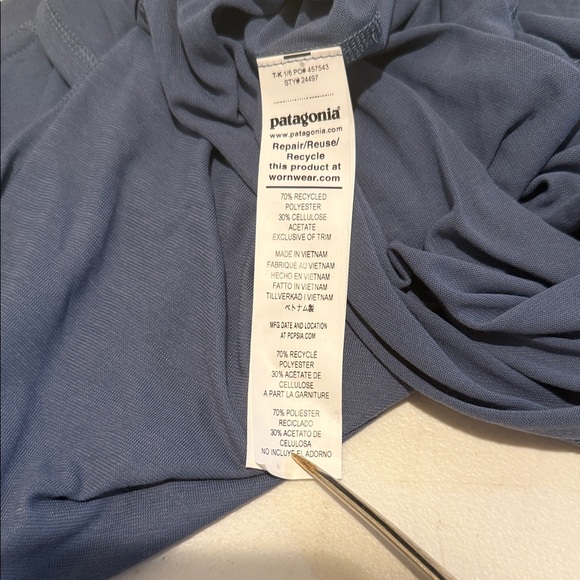 T-K 1/6 PO# 457543
STY# 24497
patagonia®
www.patagonia.com
Repair/Reuse/
Recycle
this product at
wornwear.com
70% RECYCLED
POLYESTER
30% CELLULOSE
ACETATE
EXCLUSIVE OF TRIM
MADE IN VIETNAM
FABRIQUÉ AU VIETNAM
HECHO EN VIETNAM
FATTO IN VIETNAM
TILLVERKAD I VIETNAM
ベトナム製
MFG DATE AND LOCATION
AT PCPSIA.COM
70% RECYCLÉ
POLYESTER
30% ACÉTATE DE
CELLULOSE
A PART LA GARNITURE
70% POLIÉSTER
RECICLADO
30% ACETATO DE
CELULOSA
NO INCLUYE EL ADORNO